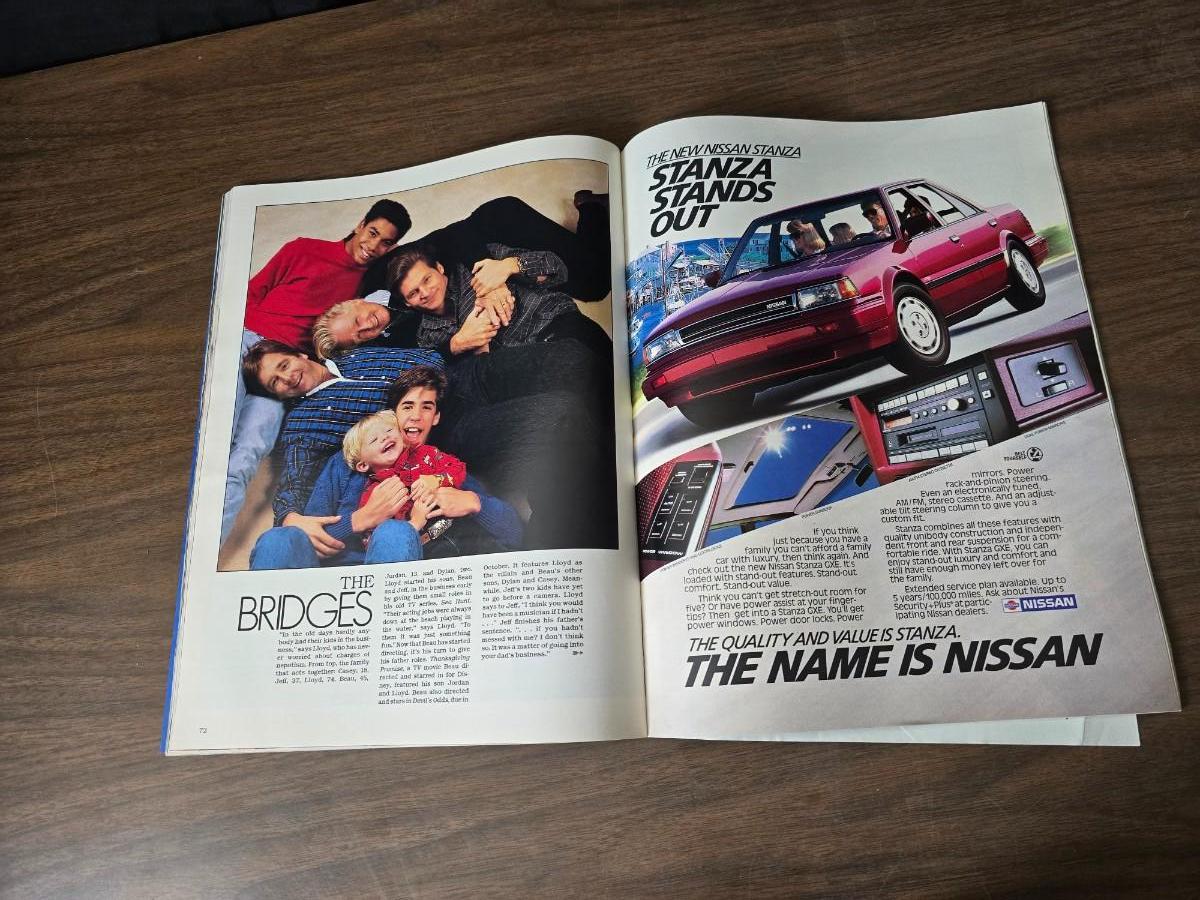 THE
BRIDGES
"In the old days hardly any-
body had their kids in the busi-
ness," says Lloyd, who has nev-
er worried about charges of
nepotism. From top, the family
that acts together: Casey, 18,
Jeff, 37, Lloyd, 74, Beau, 45,
Jordan, 13, and Dylan, two.
Lloyd started his sons, Beau
and Jeff, in the business early
by giving them small roles in
his old TV series, Sea Hunt.
"Their acting jobs were always
down at the beach playing in
the water," says Lloyd. "To
them it was just something
fun." Now that Beau has started
directing, it's his turn to give
his father roles. Thanksgiving
Promise, a TV movie Beau di-
rected and starred in for Dis-
ney, featured his son Jordan
and Lloyd. Beau also directed
and stars in Devil's Odds, due in
October. It features Lloyd as
the villain and Beau's other
sons, Dylan and Casey. Mean-
while, Jeff's two kids have yet
to go before a camera. Lloyd
says to Jeff, "I think you would
have been a musician if I hadn't
. . ." Jeff finishes his father's
sentence. ". . . if you hadn't
messed with me? I don't think
so. It was a matter of going into
your dad's business."
72
THE NEW NISSAN STANZA
STANZA
STANDS
OUT
NISSAN
POWER WINDOWS
POWER SUNROOF
BELT
YOURSELF
If you think
just because you have a
family you can't afford a family
car with luxury, then think again. And
check out the new Nissan Stanza GXE. It's
loaded with stand-out features. Stand-out
comfort. Stand-out value.
Think you can't get stretch-out room for
five? Or have power assist at your finger-
tips? Then get into a Stanza GXE. You'll get
power windows. Power door locks. Power
mirrors. Power
rack-and-pinion steering.
Even an electronically tuned,
AM/FM, stereo cassette. And an adjust-
able tilt steering column to give you a
custom fit.
Stanza combines all these features with
quality unibody construction and indepen-
dent front and rear suspension for a com-
fortable ride. With Stanza GXE, you can
enjoy stand-out luxury and comfort and
still have enough money left over for
the family.
Extended service plan available. Up to
5 years/100,000 miles. Ask about Nissan's
Security+Plus® at partic-
ipating Nissan dealers.
NISSAN
THE QUALITY AND VALUE IS STANZA.
THE NAME IS NISSAN